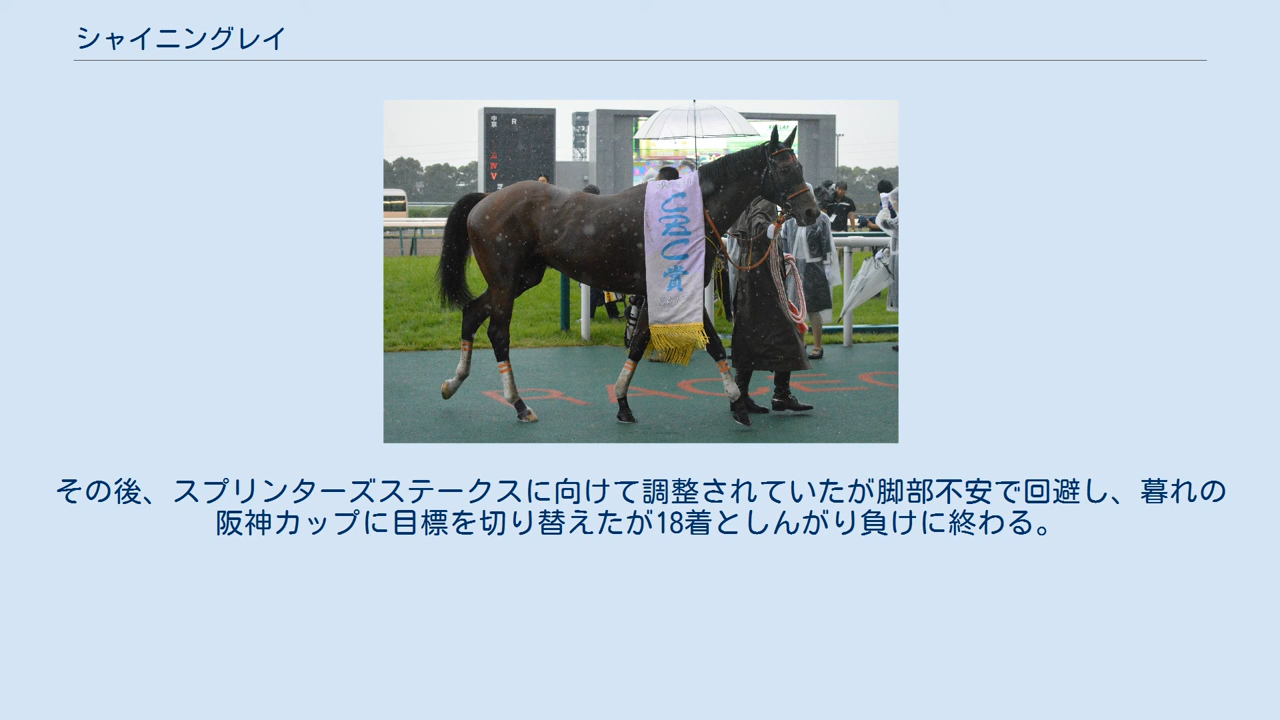 シャイニングレイ
中京 R
CBC賞
RACEC
その後、スプリンターズステークスに向けて調整されていたが脚部不安で回避し、暮れの
阪神カップに目標を切り替えたが18着としんがり負けに終わる。